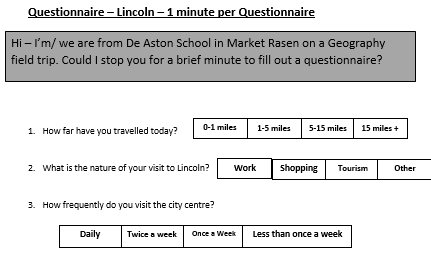 Questionnaire – Lincoln – 1 minute per Questionnaire
Hi – I'm/ we are from De Aston School in Market Rasen on a Geography
field trip. Could I stop you for a brief minute to fill out a questionnaire?
1. How far have you travelled today? 0-1 miles 1-5 miles 5-15 miles 15 miles +
2. What is the nature of your visit to Lincoln? Work Shopping Tourism Other
3. How frequently do you visit the city centre?
Daily Twice a week Once a Week Less than once a week